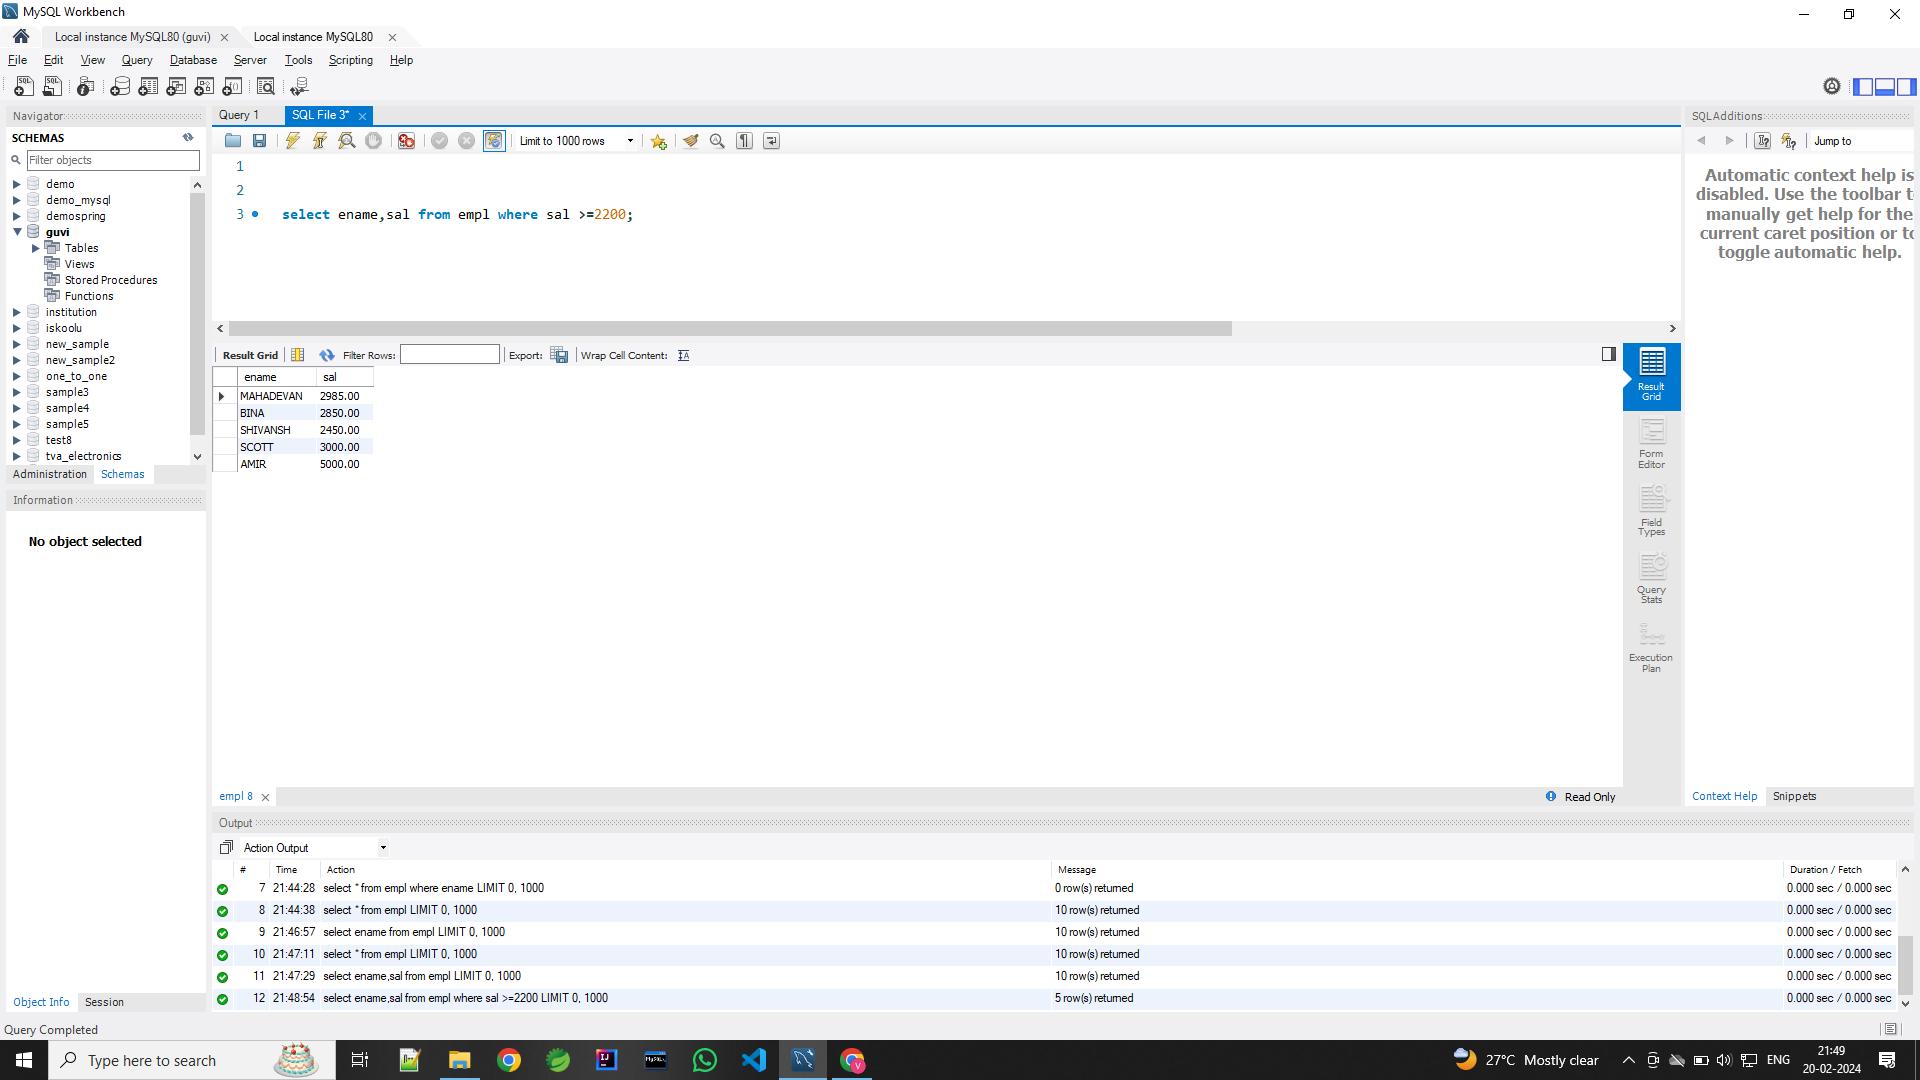 MySQL Workbench
Local instance MySQL80 (guvi)
Local instance MySQL80
File Edit View Query Database Server Tools Scripting Help
Navigator
SCHEMAS
Filter objects
demo
demo_mysql
demospring
guvi
Tables
Views
Stored Procedures
Functions
institution
iskoolu
new_sample
new_sample2
one_to_one
sample3
sample4
sample5
test8
tva_electronics
Administration Schemas
Information
No object selected
Object Info Session
Query 1 SQL File 3*
Limit to 1000 rows
1
2
3 select ename,sal from empl where sal >=2200;
Result Grid Filter Rows: Export: Wrap Cell Content:
ename sal
MAHADEVAN 2985.00
BINA 2850.00
SHIVANSH 2450.00
SCOTT 3000.00
AMIR 5000.00
Result
Grid
Form
Editor
Field
Types
Query
Stats
Execution
Plan
empl 8
Read Only
SQLAdditions
Jump to
Automatic context help is
disabled. Use the toolbar t
manually get help for the
current caret position or to
toggle automatic help.
Context Help Snippets
Output
Action Output
# Time Action Message Duration / Fetch
7 21:44:28 select * from empl where ename LIMIT 0, 1000 0 row(s) returned 0.000 sec / 0.000 sec
8 21:44:38 select * from empl LIMIT 0, 1000 10 row(s) returned 0.000 sec / 0.000 sec
9 21:46:57 select ename from empl LIMIT 0, 1000 10 row(s) returned 0.000 sec / 0.000 sec
10 21:47:11 select * from empl LIMIT 0, 1000 10 row(s) returned 0.000 sec / 0.000 sec
11 21:47:29 select ename,sal from empl LIMIT 0, 1000 10 row(s) returned 0.000 sec / 0.000 sec
12 21:48:54 select ename,sal from empl where sal >=2200 LIMIT 0, 1000 5 row(s) returned 0.000 sec / 0.000 sec
Query Completed
Type here to search
27°C Mostly clear
ENG
21:49
20-02-2024